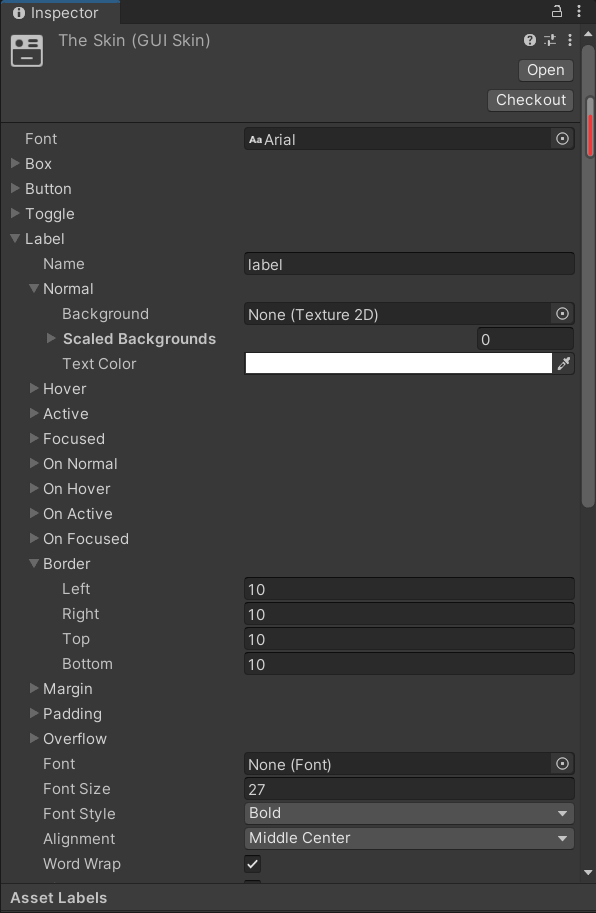 Inspector
The Skin (GUI Skin)
Open
Checkout
Font Aa Arial
Box
Button
Toggle
Label
Name label
Normal
Background None (Texture 2D)
Scaled Backgrounds 0
Text Color
Hover
Active
Focused
On Normal
On Hover
On Active
On Focused
Border
Left 10
Right 10
Top 10
Bottom 10
Margin
Padding
Overflow
Font None (Font)
Font Size 27
Font Style Bold
Alignment Middle Center
Word Wrap
Asset Labels